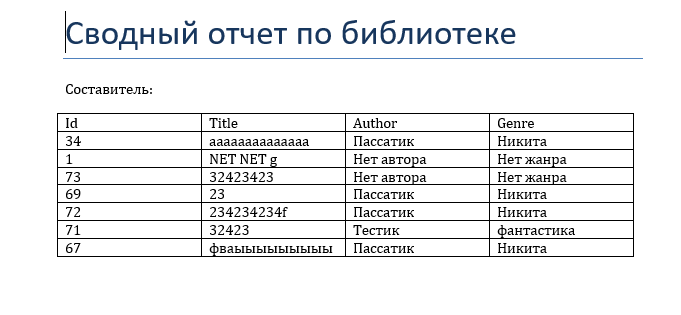 Сводный отчет по библиотеке
Составитель:
Id Title Author Genre
34 aaaaaaaaaaaaaa Пассатик Никита
1 NET NET g Нет автора Нет жанра
73 32423423 Нет автора Нет жанра
69 23 Пассатик Никита
72 234234234f Пассатик Никита
71 32423 Тестик фантастика
67 фваыыыыыыыыы Пассатик Никита